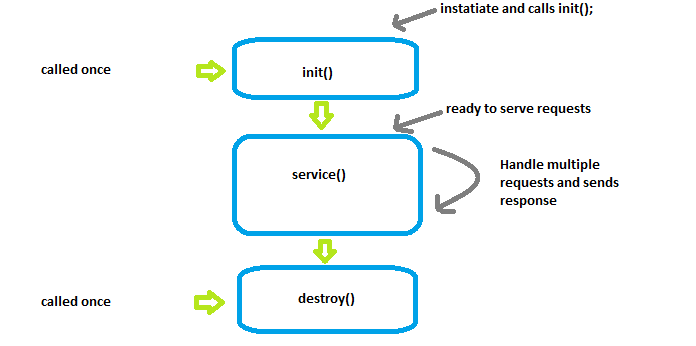 instatiate and calls init();
called once
init()
ready to serve requests
service()
Handle multiple
requests and sends
response
called once
destroy()